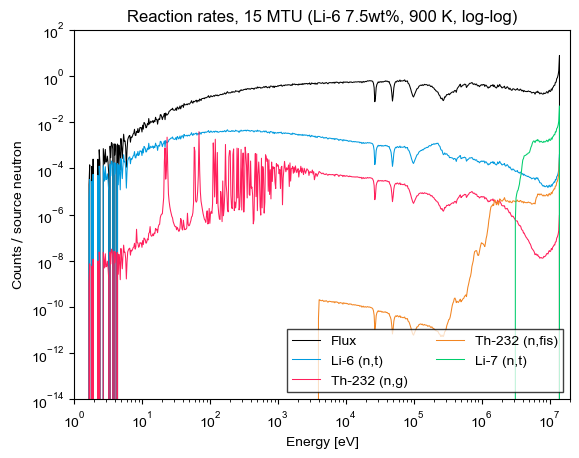 Reaction rates, 15 MTU (Li-6 7.5wt%, 900 K, log-log)
Counts / source neutron
10^2
10^0
10^-2
10^-4
10^-6
10^-8
10^-10
10^-12
10^-14
Flux
Li-6 (n,t)
Th-232 (n,g)
Th-232 (n,fis)
Li-7 (n,t)
10^0 10^1 10^2 10^3 10^4 10^5 10^6 10^7
Energy [eV]